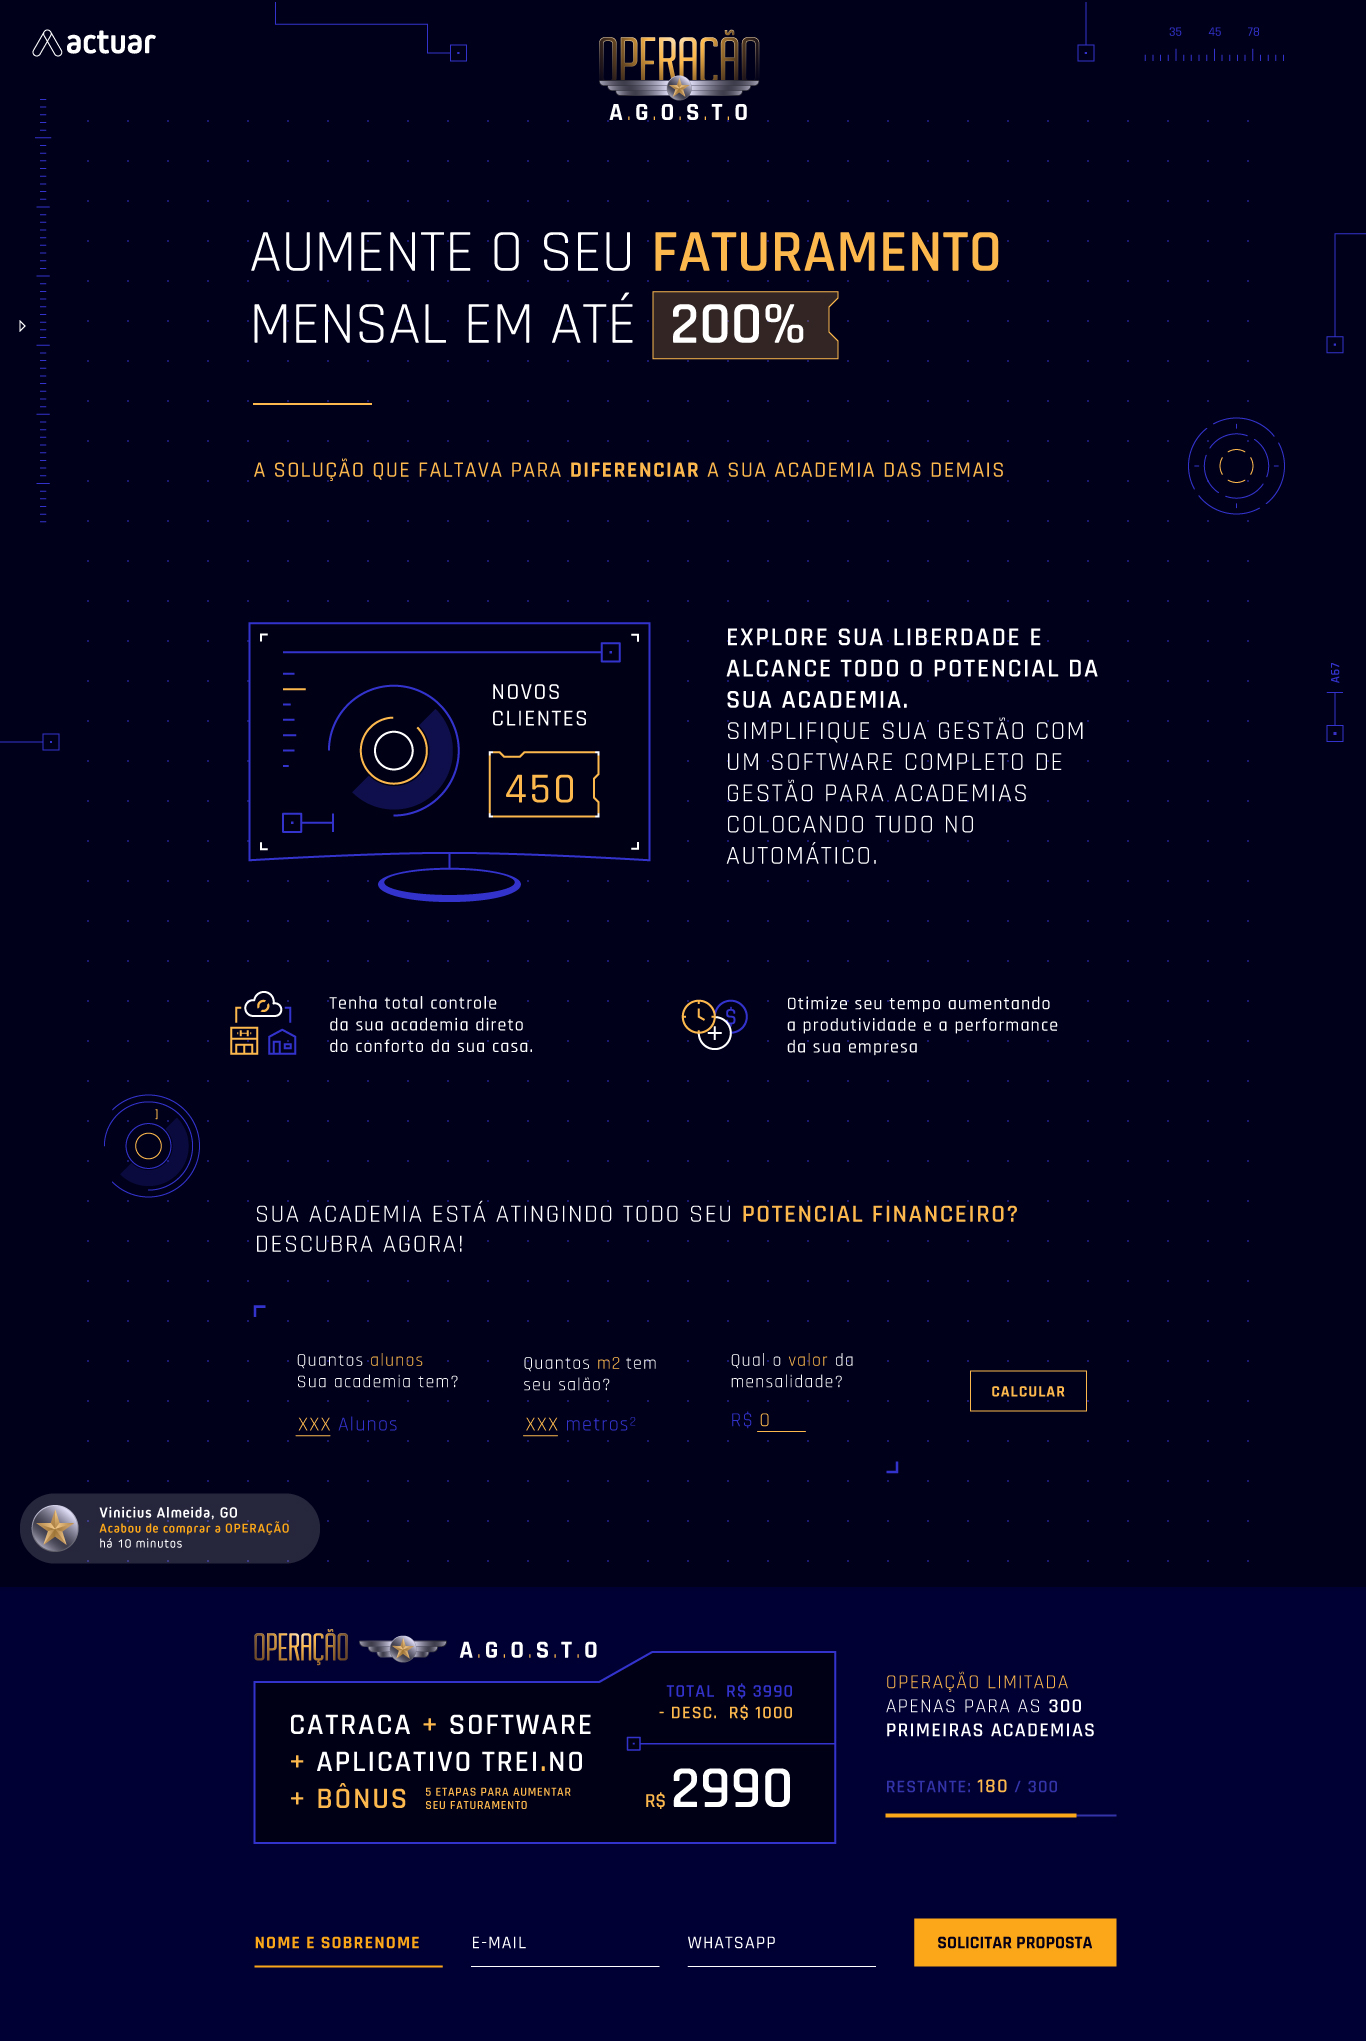 actuar
OPERAÇÃO
A.G.O.S.T.O
35 45 78
AUMENTE O SEU FATURAMENTO
MENSAL EM ATÉ 200%
A SOLUÇÃO QUE FALTAVA PARA DIFERENCIAR A SUA ACADEMIA DAS DEMAIS
NOVOS
CLIENTES
450
EXPLORE SUA LIBERDADE E
ALCANCE TODO O POTENCIAL DA
SUA ACADEMIA.
SIMPLIFIQUE SUA GESTÃO COM
UM SOFTWARE COMPLETO DE
GESTÃO PARA ACADEMIAS
COLOCANDO TUDO NO
AUTOMÁTICO.
A67
Tenha total controle
da sua academia direto
do conforto da sua casa.
$
Otimize seu tempo aumentando
a produtividade e a performance
da sua empresa
SUA ACADEMIA ESTÁ ATINGINDO TODO SEU POTENCIAL FINANCEIRO?
DESCUBRA AGORA!
Quantos alunos
Sua academia tem?
XXX Alunos
Quantos m2 tem
seu salão?
XXX metros²
Qual o valor da
mensalidade?
R$ 0
CALCULAR
Vinicius Almeida, GO
Acabou de comprar a OPERAÇÃO
há 10 minutos
OPERAÇÃO A.G.O.S.T.O
CATRACA + SOFTWARE
+ APLICATIVO TREI.NO
+ BÔNUS
5 ETAPAS PARA AUMENTAR
SEU FATURAMENTO
TOTAL R$ 3990
- DESC. R$ 1000
R$ 2990
OPERAÇÃO LIMITADA
APENAS PARA AS 300
PRIMEIRAS ACADEMIAS
RESTANTE: 180 / 300
NOME E SOBRENOME
E-MAIL
WHATSAPP
SOLICITAR PROPOSTA